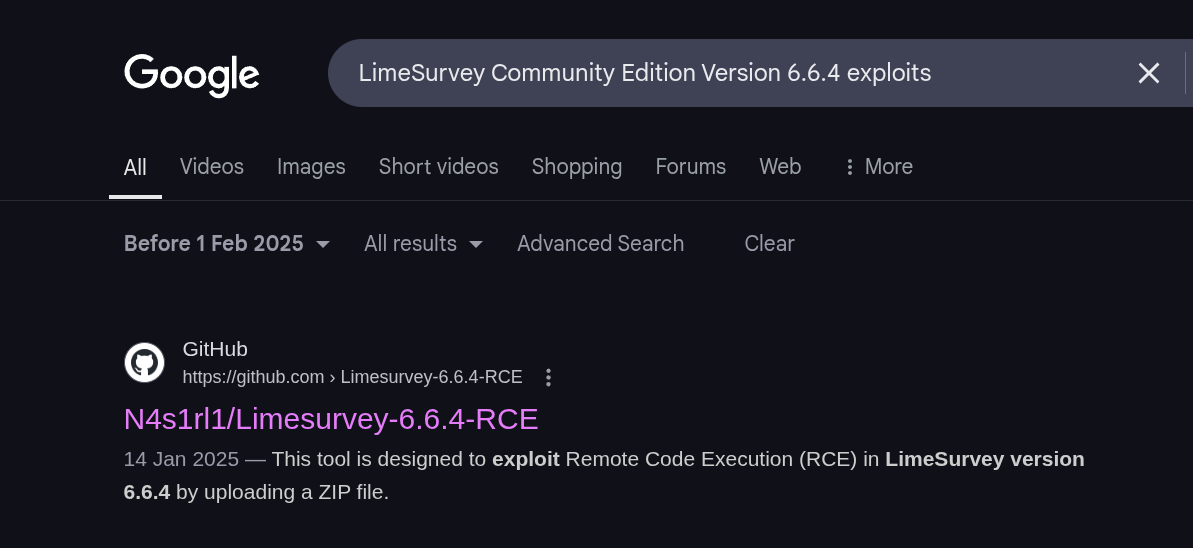 Google
LimeSurvey Community Edition Version 6.6.4 exploits
All Videos Images Short videos Shopping Forums Web More
Before 1 Feb 2025 All results Advanced Search Clear
GitHub
https://github.com › Limesurvey-6.6.4-RCE
N4s1rl1/Limesurvey-6.6.4-RCE
14 Jan 2025 — This tool is designed to exploit Remote Code Execution (RCE) in LimeSurvey version
6.6.4 by uploading a ZIP file.